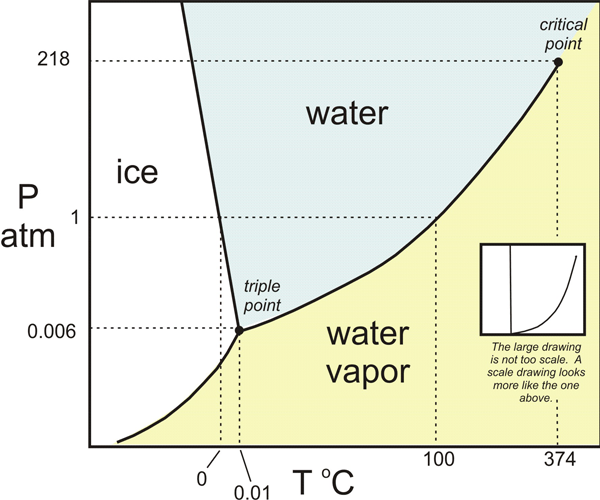 critical
point
218
water
ice
P
atm
1
triple
point
0.006
water
vapor
The large drawing
is not too scale. A
scale drawing looks
more like the one
above.
0
0.01
T °C
100
374